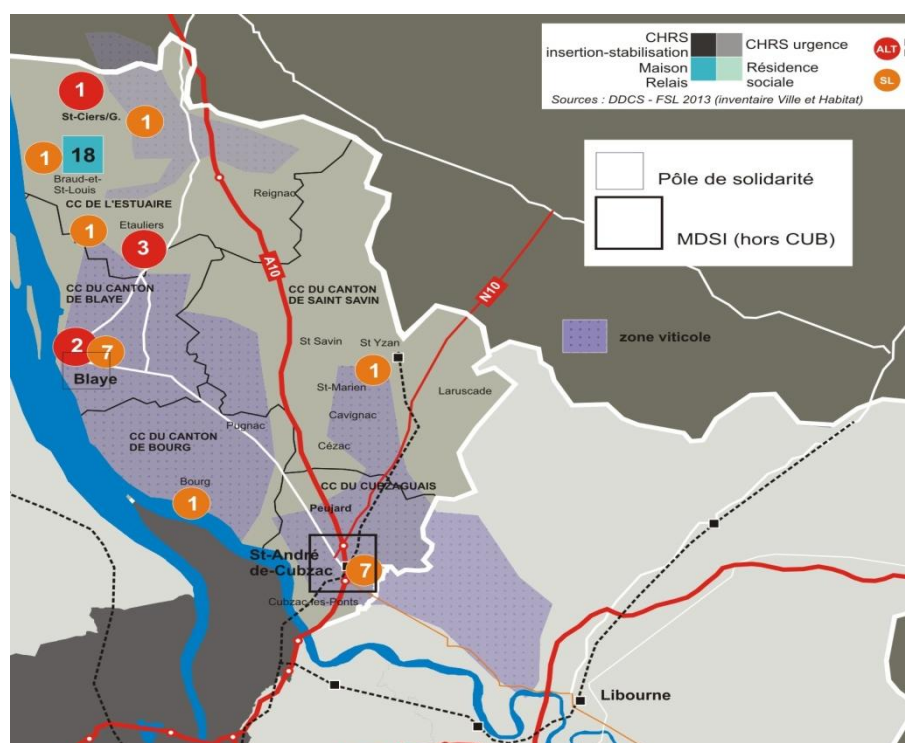 CHRS
insertion-stabilisation
CHRS urgence
Maison
Relais
Résidence
sociale
Sources : DDCS - FSL 2013 (inventaire Ville et Habitat)
ALT
SL
Pôle de solidarité
MDSI (hors CUB)
zone viticole
1
St-Ciers/G.
1
1
18
Braud-et-
St-Louis
Reignac
CC DE L'ESTUAIRE
Etauliers
1
3
A10
N10
CC DU CANTON
DE BLAYE
CC DU CANTON
DE SAINT SAVIN
2
7
Blaye
St Savin
St Yzan
1
St-Marien
Laruscade
Cavignac
Pugnac
Cézac
CC DU CANTON
DE BOURG
CC DU CUBZAGUAIS
Bourg
1
Peujard
St-André
de-Cubzac
7
Cubzac-les-Ponts
Libourne